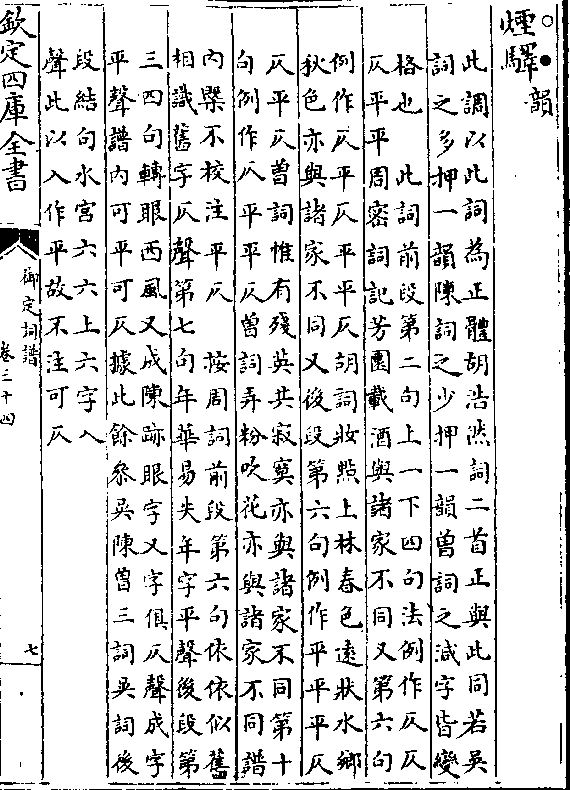 煙驛韻
此調以此詞為正體胡浩然詞二首正與此同若吳
詞之多押一韻陳詞之少押一韻曾詞之減字皆變
格也　此詞前段第二句上一下四句法例作仄仄
仄平平周密詞記芳園載酒與諸家不同又第六句
例作仄平仄平平仄胡詞妝㸃上林春色遠狀水鄉
秋色亦與諸家不同又後段第六句例作平平平仄
仄平仄曾詞惟有殘英共寂寞亦與諸家不同第十
句例作仄平平仄曾詞弄粉吹花亦與諸家不同譜
内槩不校注平仄　按周詞前段第六句依依似舊
相識舊字仄聲第七句年華易失年字平聲後段第
三四句轉眼西風又成陳跡眼字又字俱仄聲成字
平聲譜内可平可仄據此餘叅吳陳曾三詞吳詞後
段結句水宮六六上六字入
聲此以入作平故不注可仄
欽定四庫全書
御定詞譜
卷三十四
七